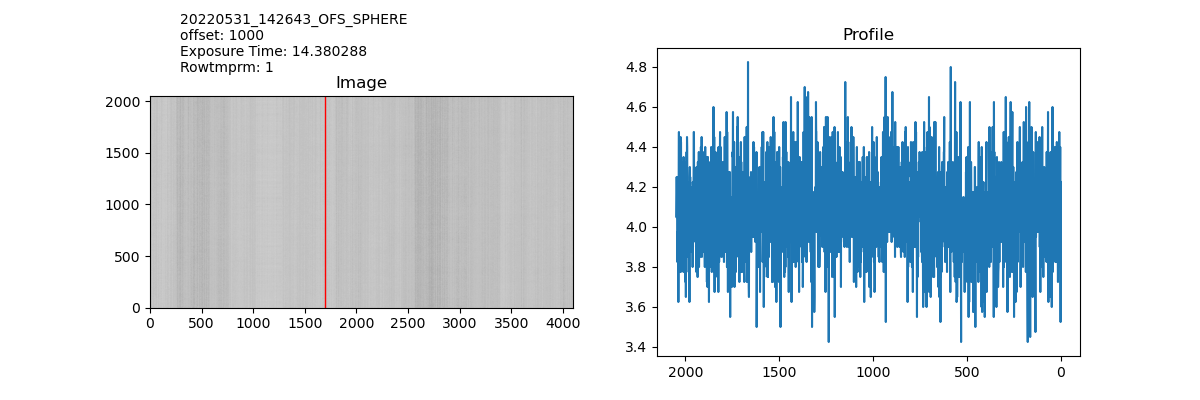 20220531_142643_OFS_SPHERE
offset: 1000
Exposure Time: 14.380288
Rowtmprm: 1
Image
2000
1500
1000
500
0
0 500 1000 1500 2000 2500 3000 3500 4000
Profile
4.8
4.6
4.4
4.2
4.0
3.8
3.6
3.4
2000 1500 1000 500 0